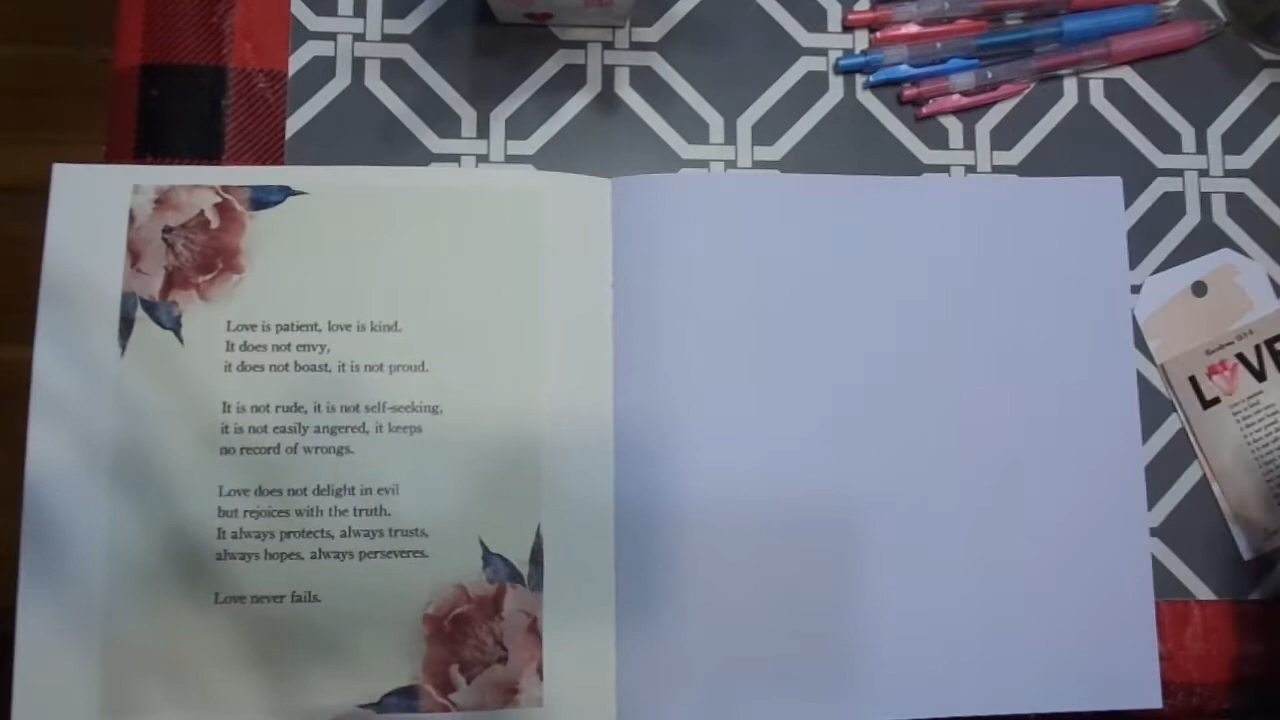 Love is patient, love is kind.
It does not envy,
it does not boast, it is not proud.
It is not rude, it is not self-seeking,
it is not easily angered, it keeps
no record of wrongs.
Love does not delight in evil
but rejoices with the truth.
It always protects, always trusts,
always hopes, always perseveres.
Love never fails.
LOVE